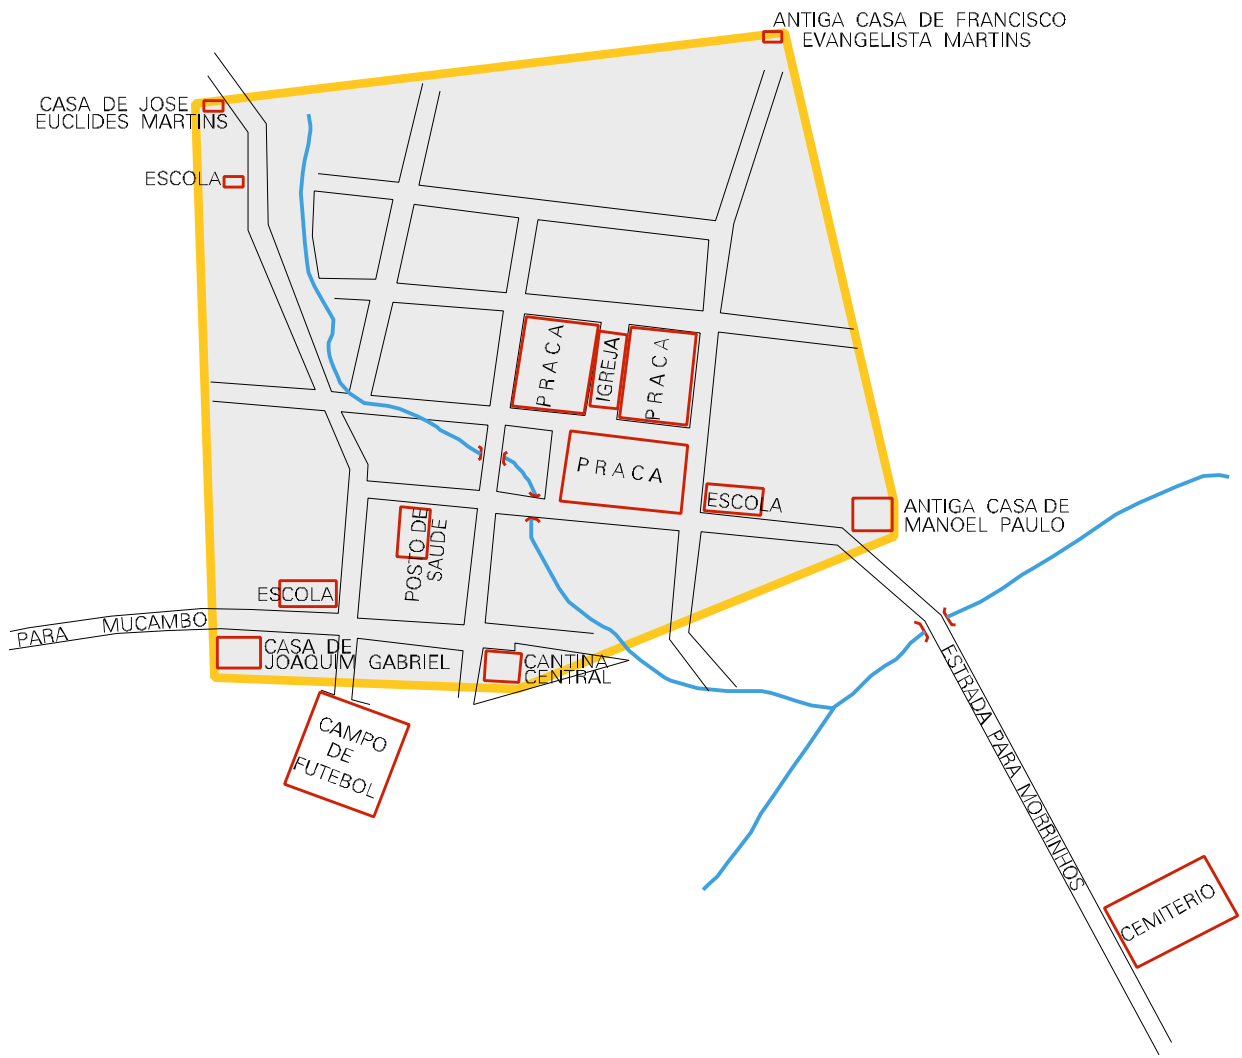 ANTIGA CASA DE FRANCISCO
EVANGELISTA MARTINS
CASA DE JOSE
EUCLIDES MARTINS
ESCOLA
PRACA
IGREJA
PRACA
PRACA
ESCOLA
ANTIGA CASA DE
MANOEL PAULO
POSTO DE
SAUDE
ESCOLA
PARA MUCAMBO
CASA DE
JOAQUIM GABRIEL
CANTINA
CENTRAL
CAMPO
DE
FUTEBOL
ESTRADA PARA MORRINHOS
CEMITERIO